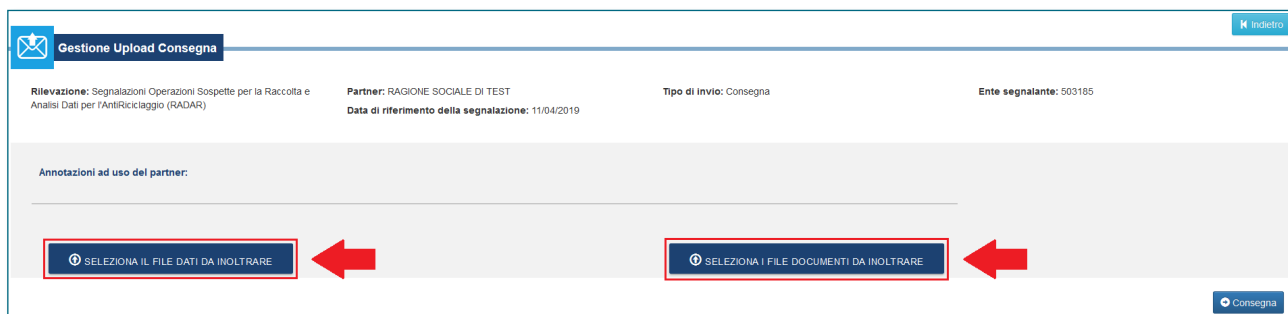 Indietro
Gestione Upload Consegna
Rilevazione: Segnalazioni Operazioni Sospette per la Raccolta e
Analisi Dati per l'AntiRiciclaggio (RADAR)
Partner: RAGIONE SOCIALE DI TEST
Data di riferimento della segnalazione: 11/04/2019
Tipo di invio: Consegna
Ente segnalante: 503185
Annotazioni ad uso del partner:
SELEZIONA IL FILE DATI DA INOLTRARE
SELEZIONA I FILE DOCUMENTI DA INOLTRARE
Consegna